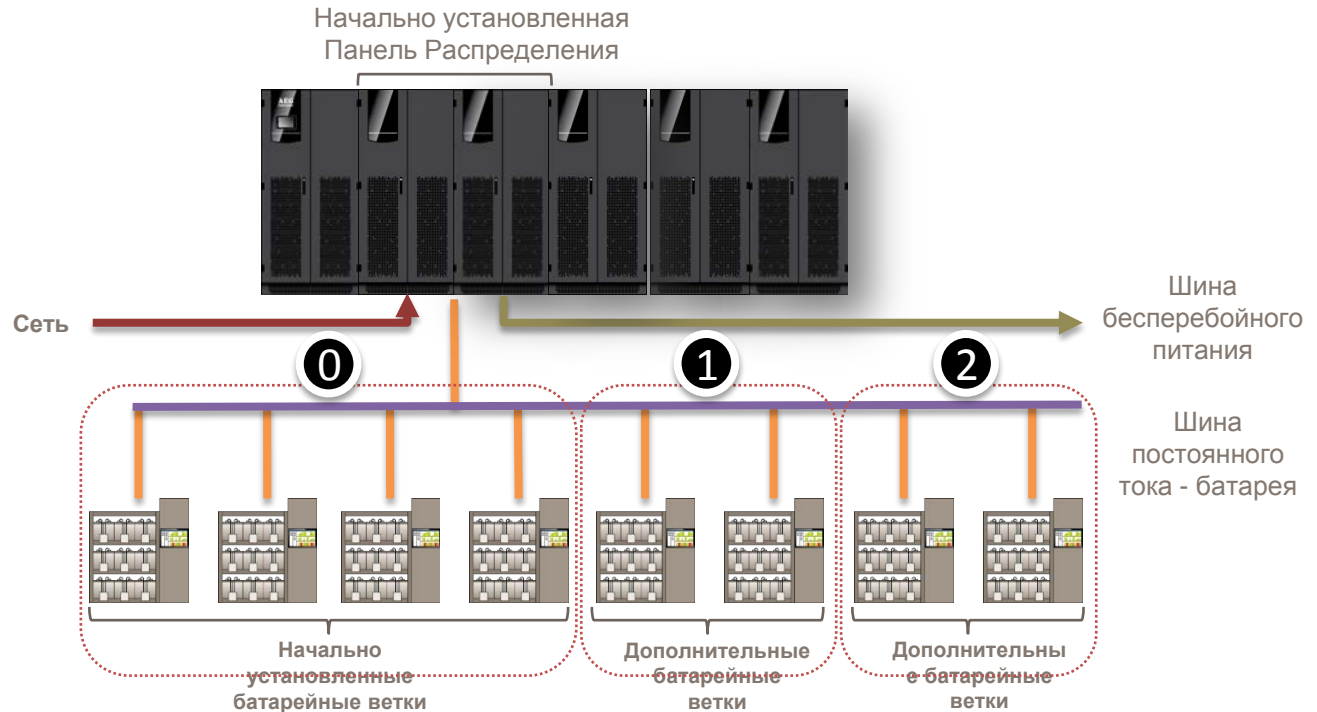 Начально установленная
Панель Распределения
AEG
Сеть
Шина
бесперебойного
питания
0
1
2
Шина
постоянного
тока - батарея
Начально
установленные
батарейные ветки
Дополнительные
батарейные
ветки
Дополнительны
е батарейные
ветки